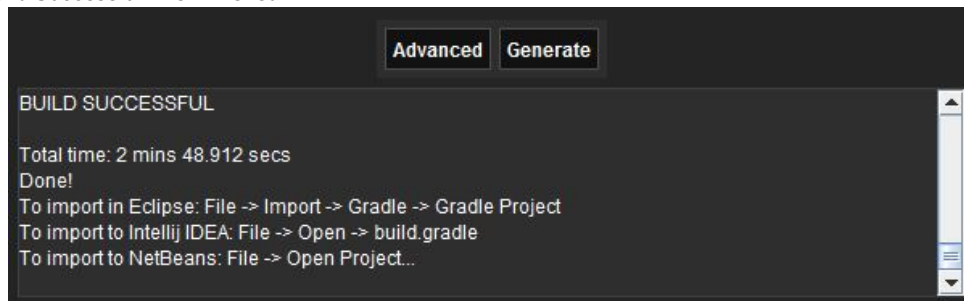 Advanced Generate
BUILD SUCCESSFUL
Total time: 2 mins 48.912 secs
Done!
To import in Eclipse: File -> Import -> Gradle -> Gradle Project
To import to Intellij IDEA: File -> Open -> build.gradle
To import to NetBeans: File -> Open Project...